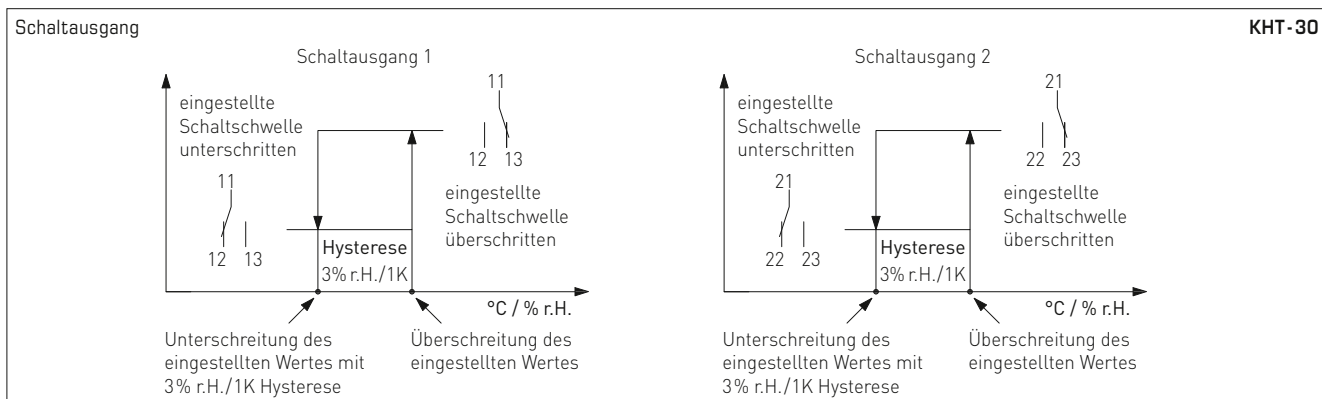 Schaltausgang
KHT-30
Schaltausgang 1
eingestellte
Schaltschwelle
unterschritten
11
12 13
11
12 13
eingestellte
Schaltschwelle
überschritten
Hysterese
3% r.H./1K
°C / % r.H.
Unterschreitung des
eingestellten Wertes mit
3% r.H./1K Hysterese
Überschreitung des
eingestellten Wertes
Schaltausgang 2
eingestellte
Schaltschwelle
unterschritten
21
22 23
21
22 23
eingestellte
Schaltschwelle
überschritten
Hysterese
3% r.H./1K
°C / % r.H.
Unterschreitung des
eingestellten Wertes mit
3% r.H./1K Hysterese
Überschreitung des
eingestellten Wertes